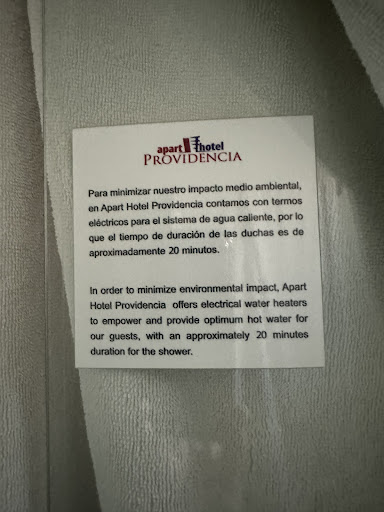 apart hotel
PROVIDENCIA
Para minimizar nuestro impacto medio ambiental,
en Apart Hotel Providencia contamos con termos
eléctricos para el sistema de agua caliente, por lo
que el tiempo de duración de las duchas es de
aproximadamente 20 minutos.
In order to minimize environmental impact, Apart
Hotel Providencia offers electrical water heaters
to empower and provide optimum hot water for
our guests, with an approximately 20 minutes
duration for the shower.